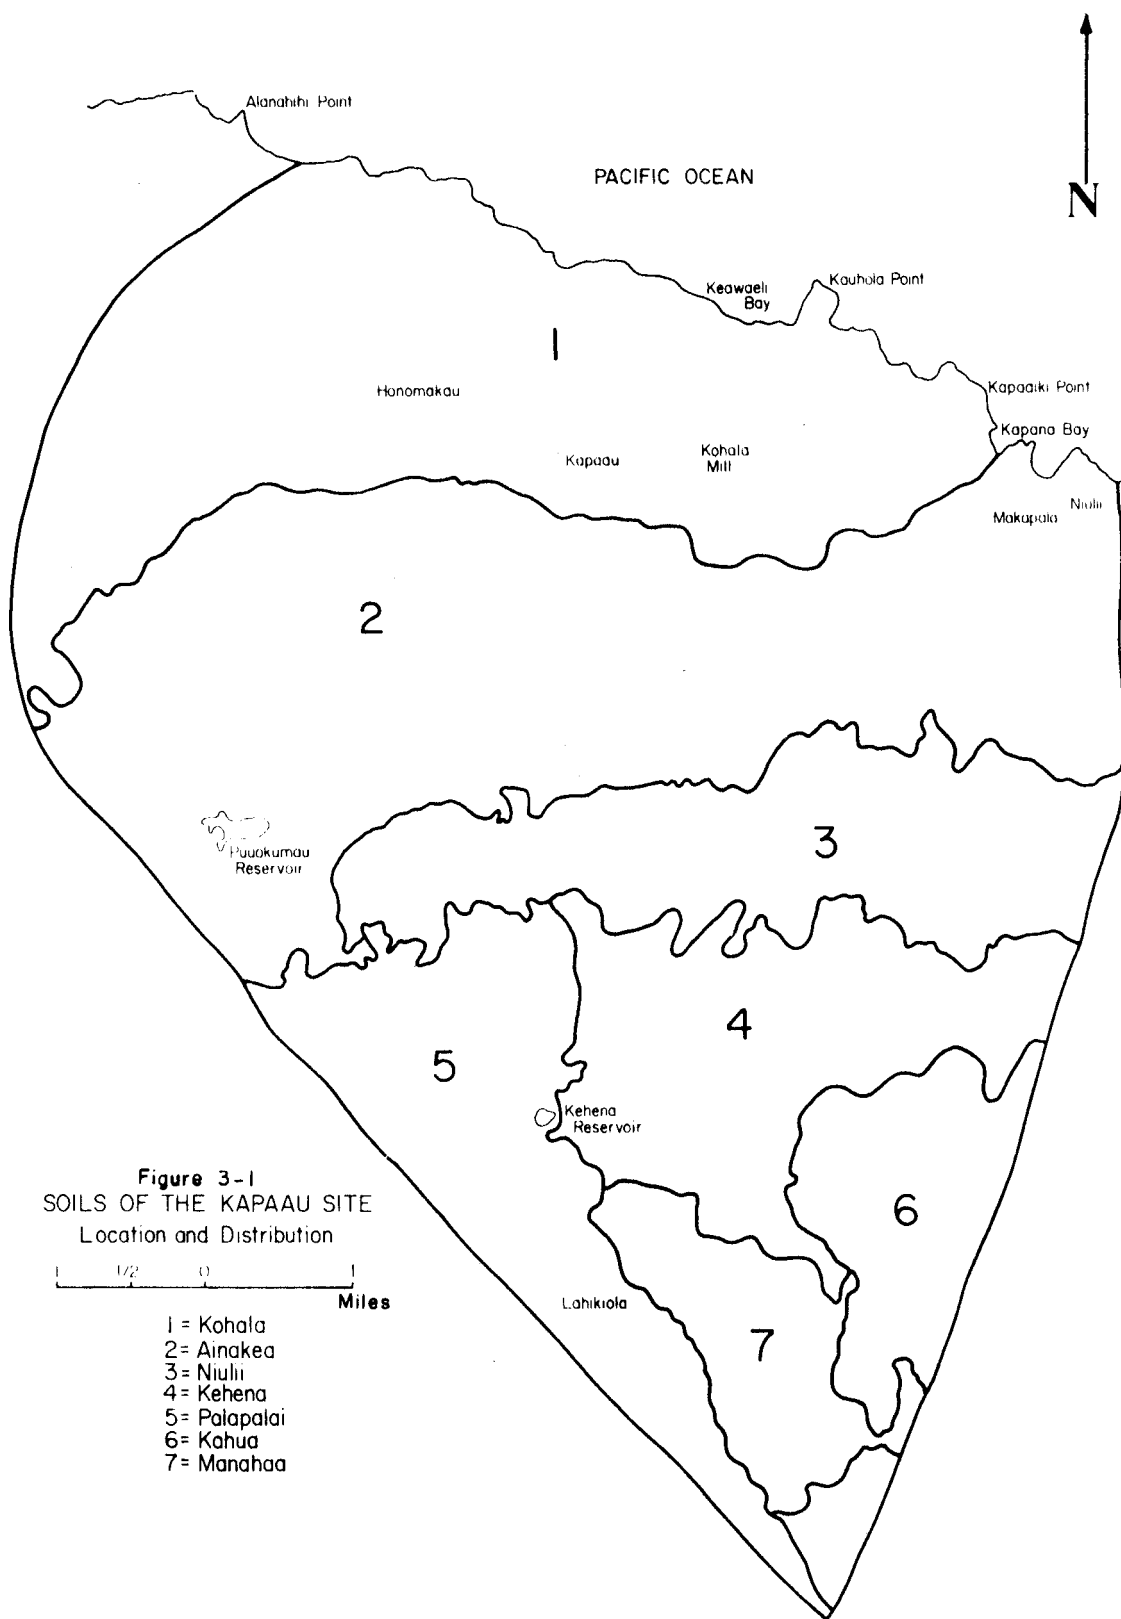 Alanahihi Point
PACIFIC OCEAN
N
Keawaeli
Bay
Kauhola Point
1
Honomakau
Kapaaiki Point
Kapana Bay
Kapaau
Kohala
Mill
Makapala
Niulii
2
3
Puuokumau
Reservoir
4
5
Kehena
Reservoir
6
Figure 3-1
SOILS OF THE KAPAAU SITE
Location and Distribution
1 1/2 0 1
Miles
Lahikiola
7
1 = Kohala
2 = Ainakea
3 = Niulii
4 = Kehena
5 = Palapalai
6 = Kahua
7 = Manahaa